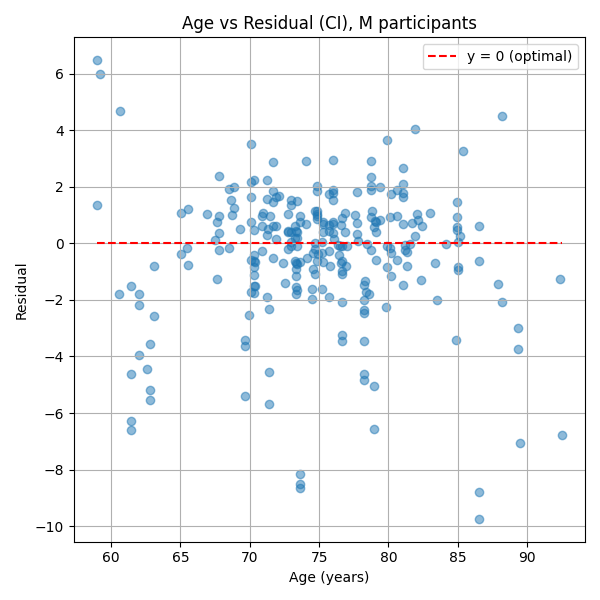 Age vs Residual (CI), M participants
y = 0 (optimal)
6
4
2
0
−2
−4
−6
−8
−10
Residual
60 65 70 75 80 85 90
Age (years)